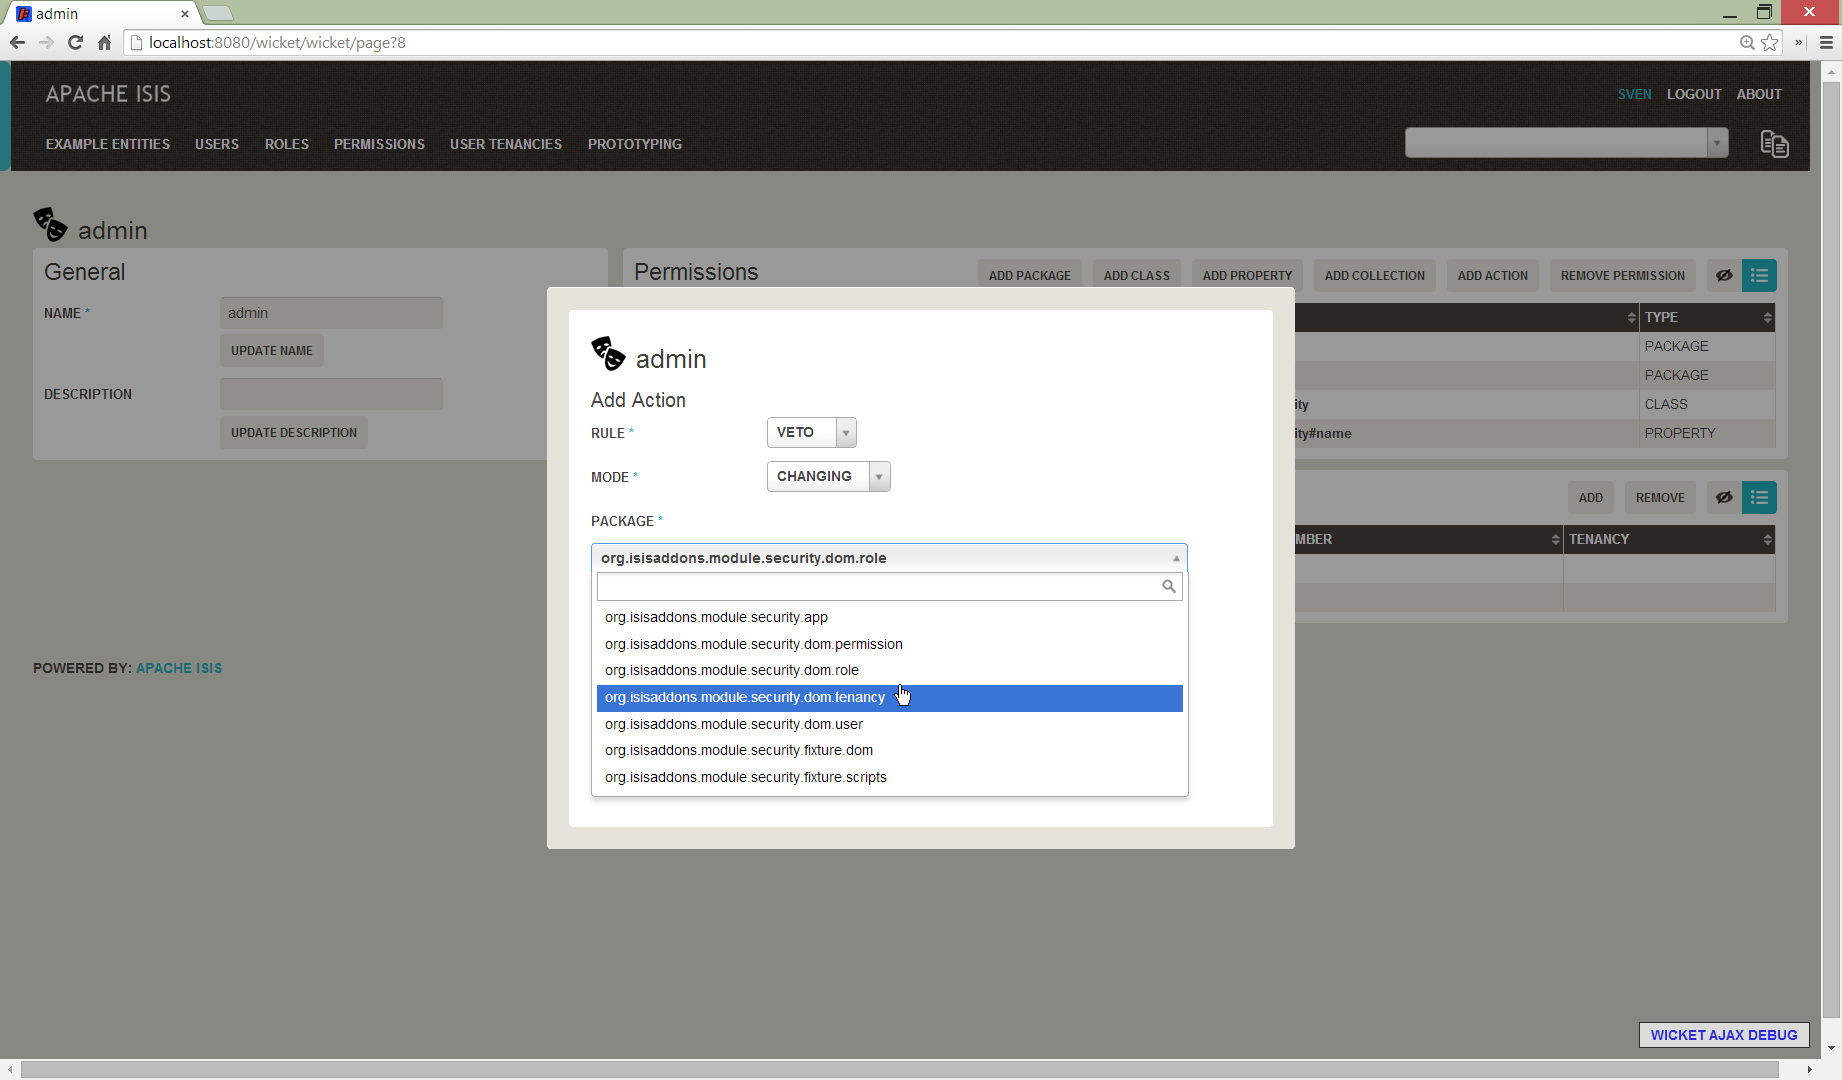 admin
localhost:8080/wicket/wicket/page?8
»
APACHE ISIS
SVEN LOGOUT ABOUT
EXAMPLE ENTITIES USERS ROLES PERMISSIONS USER TENANCIES PROTOTYPING
admin
General
NAME *
admin
UPDATE NAME
DESCRIPTION
UPDATE DESCRIPTION
Permissions
ADD PACKAGE ADD CLASS ADD PROPERTY ADD COLLECTION ADD ACTION REMOVE PERMISSION
TYPE
PACKAGE
PACKAGE
ity CLASS
ity#name PROPERTY
ADD REMOVE
MBER TENANCY
admin
Add Action
RULE * VETO
MODE * CHANGING
PACKAGE *
org.isisaddons.module.security.dom.role
org.isisaddons.module.security.app
org.isisaddons.module.security.dom.permission
org.isisaddons.module.security.dom.role
org.isisaddons.module.security.dom.tenancy
org.isisaddons.module.security.dom.user
org.isisaddons.module.security.fixture.dom
org.isisaddons.module.security.fixture.scripts
POWERED BY: APACHE ISIS
WICKET AJAX DEBUG